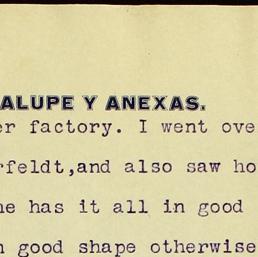 ALUPE Y ANEXAS.
er factory. I went ove
rfeldt,and also saw ho
he has it all in good
n good shape otherwise